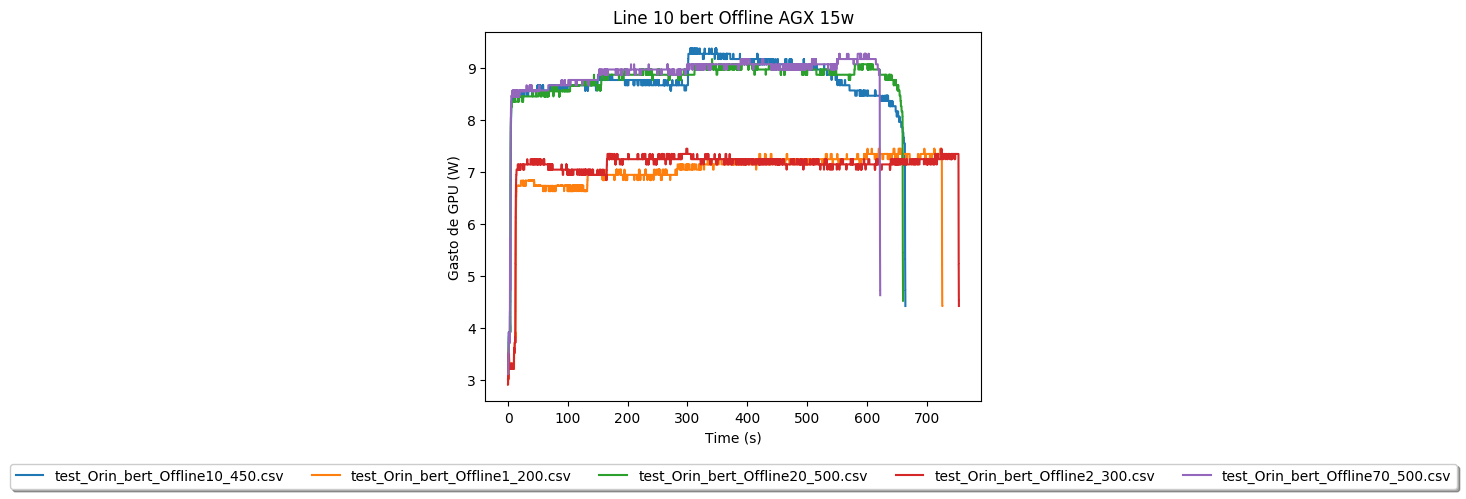 Line 10 bert Offline AGX 15w
Gasto de GPU (W)
9
8
7
6
5
4
3
0 100 200 300 400 500 600 700
Time (s)
test_Orin_bert_Offline10_450.csv test_Orin_bert_Offline1_200.csv test_Orin_bert_Offline20_500.csv test_Orin_bert_Offline2_300.csv test_Orin_bert_Offline70_500.csv